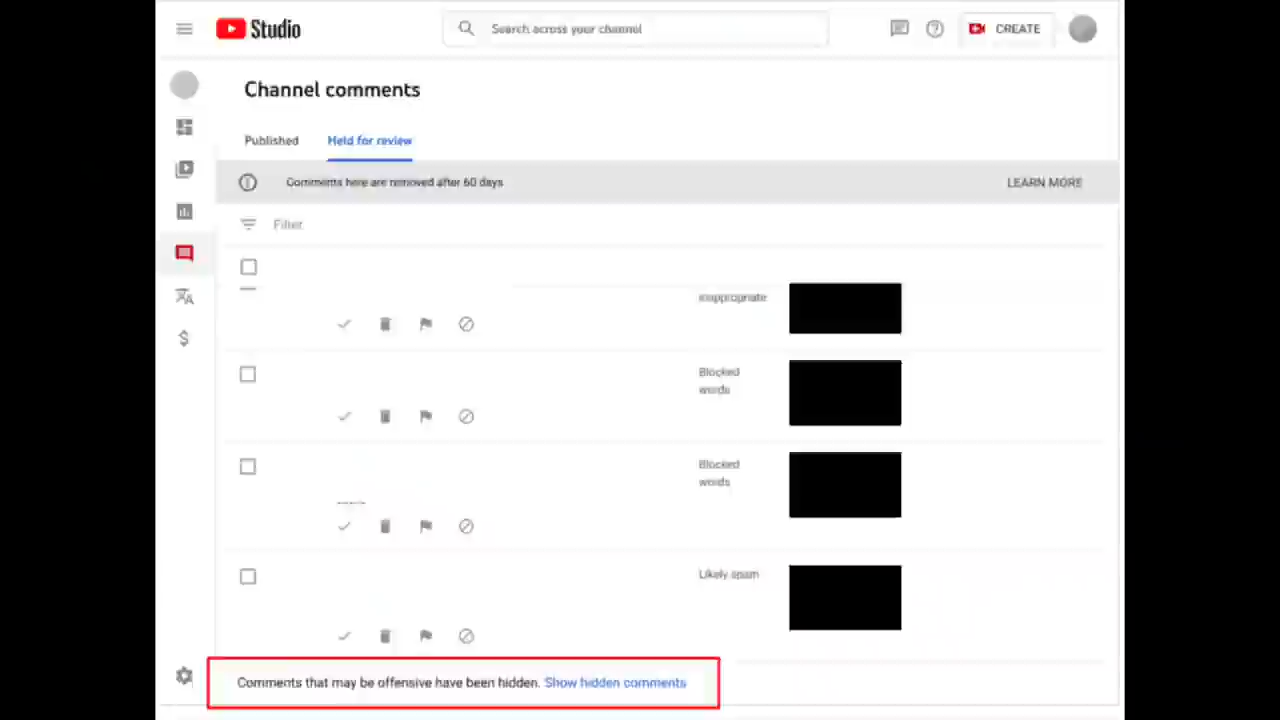 Studio
Search across your channel
CREATE
Channel comments
Published
Held for review
Comments here are removed after 60 days
LEARN MORE
Filter
Inappropriate
Blocked
words
Blocked
words
Likely spam
Comments that may be offensive have been hidden. Show hidden comments